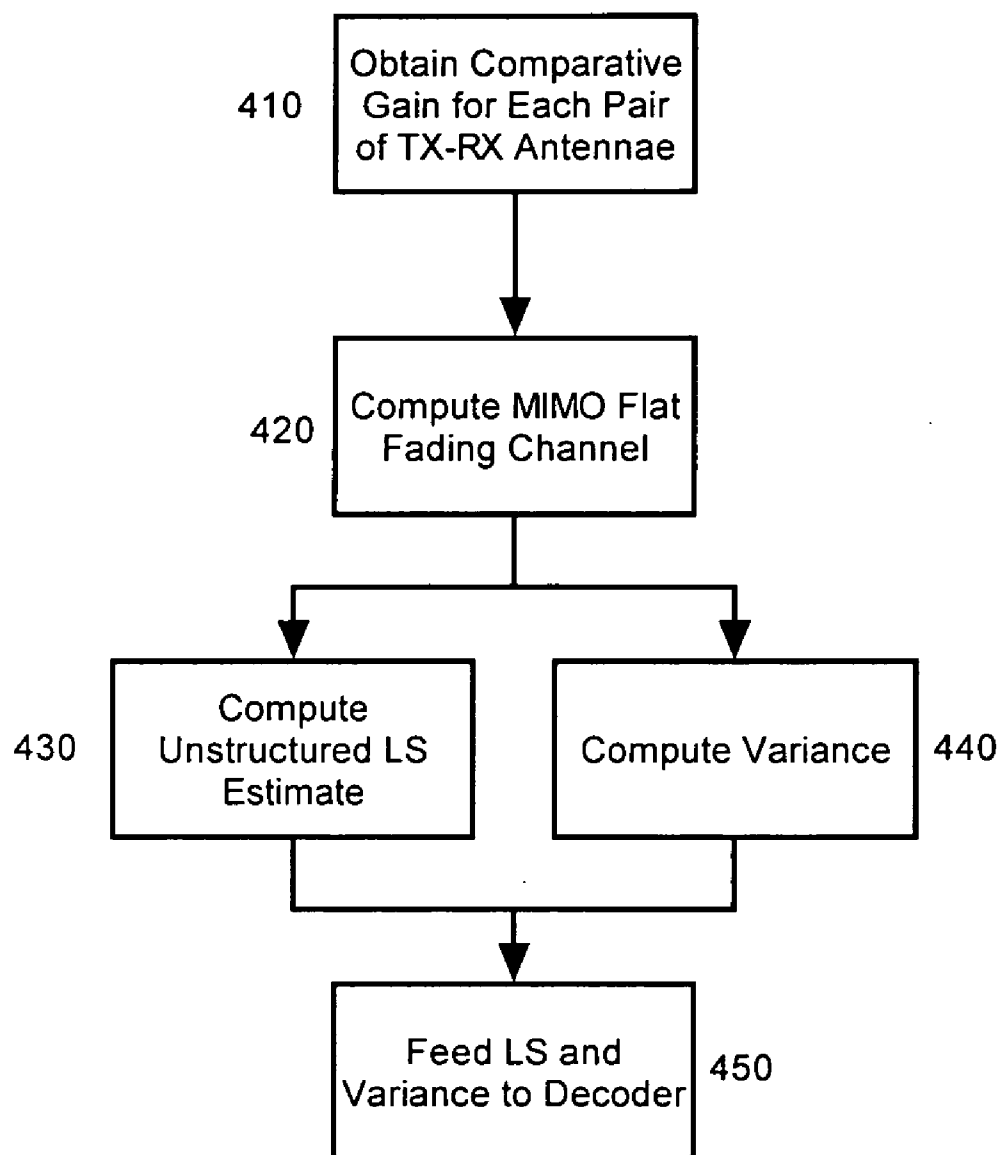 410
Obtain Comparative
Gain for Each Pair
of TX-RX Antennae
420
Compute MIMO Flat
Fading Channel
430
Compute
Unstructured LS
Estimate
Compute Variance
440
Feed LS and
Variance to Decoder
450